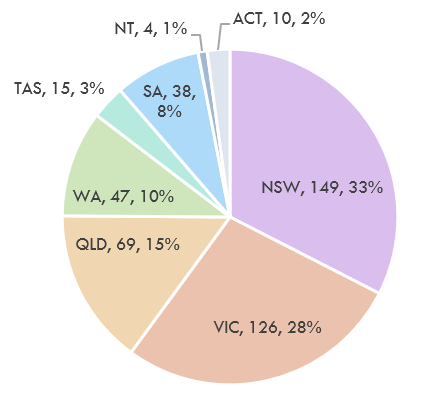 ACT, 10, 2%
NT, 4, 1%
TAS, 15, 3%
SA, 38,
8%
NSW, 149, 33%
WA, 47, 10%
QLD, 69, 15%
VIC, 126, 28%